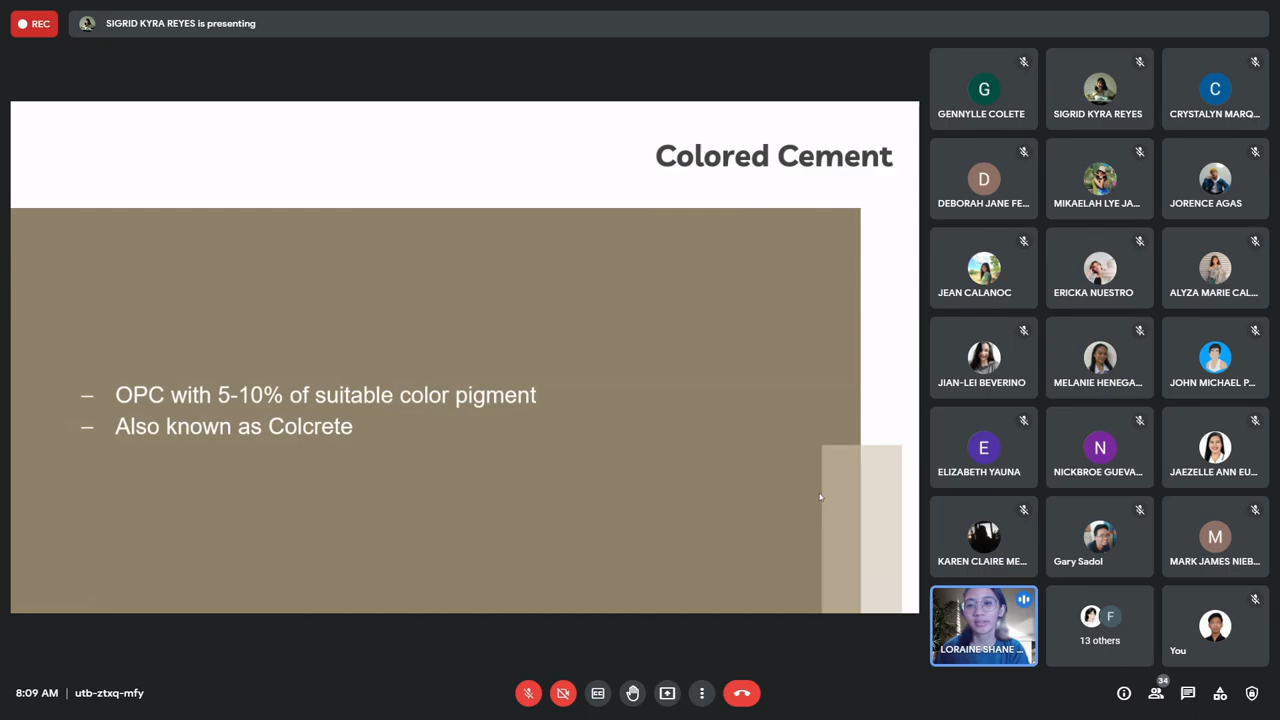 REC
SIGRID KYRA REYES is presenting
Colored Cement
– OPC with 5-10% of suitable color pigment
– Also known as Colcrete
G
GENNYLLE COLETE
SIGRID KYRA REYES
C
CRYSTALYN MARQ...
D
DEBORAH JANE FE...
MIKAELAH LYE JA...
JORENCE AGAS
JEAN CALANOC
ERICKA NUESTRO
ALYZA MARIE CAL...
JIAN-LEI BEVERINO
MELANIE HENEGA...
JOHN MICHAEL P...
E
ELIZABETH YAUNA
N
NICKBROE GUEVA...
JAEZELLE ANN EU...
KAREN CLAIRE ME...
Gary Sadol
M
MARK JAMES NIEB...
LORAINE SHANE ...
F
13 others
You
8:09 AM | utb-ztxq-mfy
CC
34